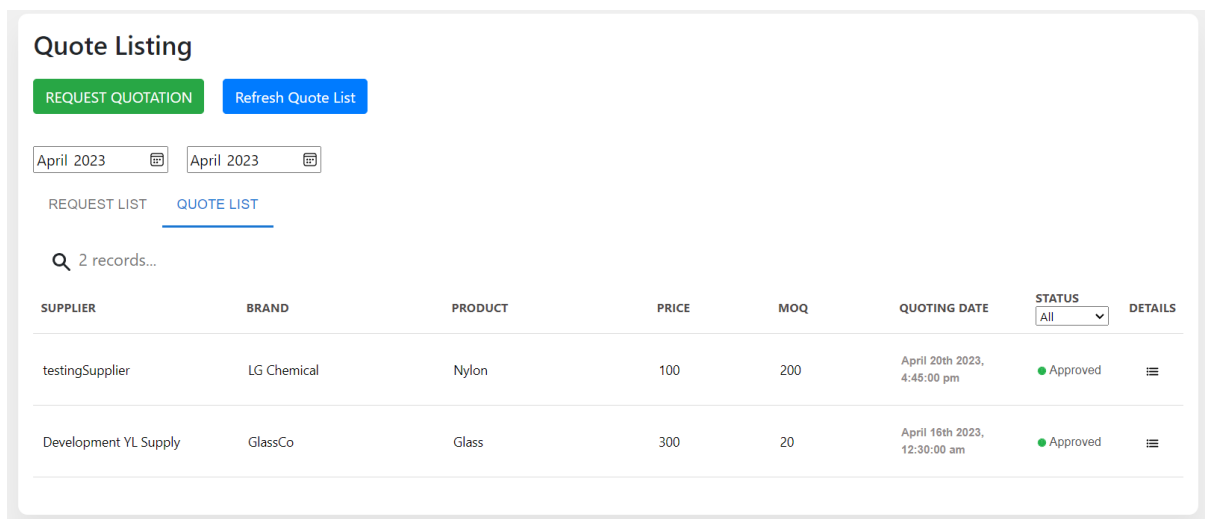 Quote Listing
REQUEST QUOTATION Refresh Quote List
April 2023 April 2023
REQUEST LIST QUOTE LIST
2 records...
SUPPLIER BRAND PRODUCT PRICE MOQ QUOTING DATE STATUS All DETAILS
testingSupplier LG Chemical Nylon 100 200 April 20th 2023, 4:45:00 pm Approved
Development YL Supply GlassCo Glass 300 20 April 16th 2023, 12:30:00 am Approved